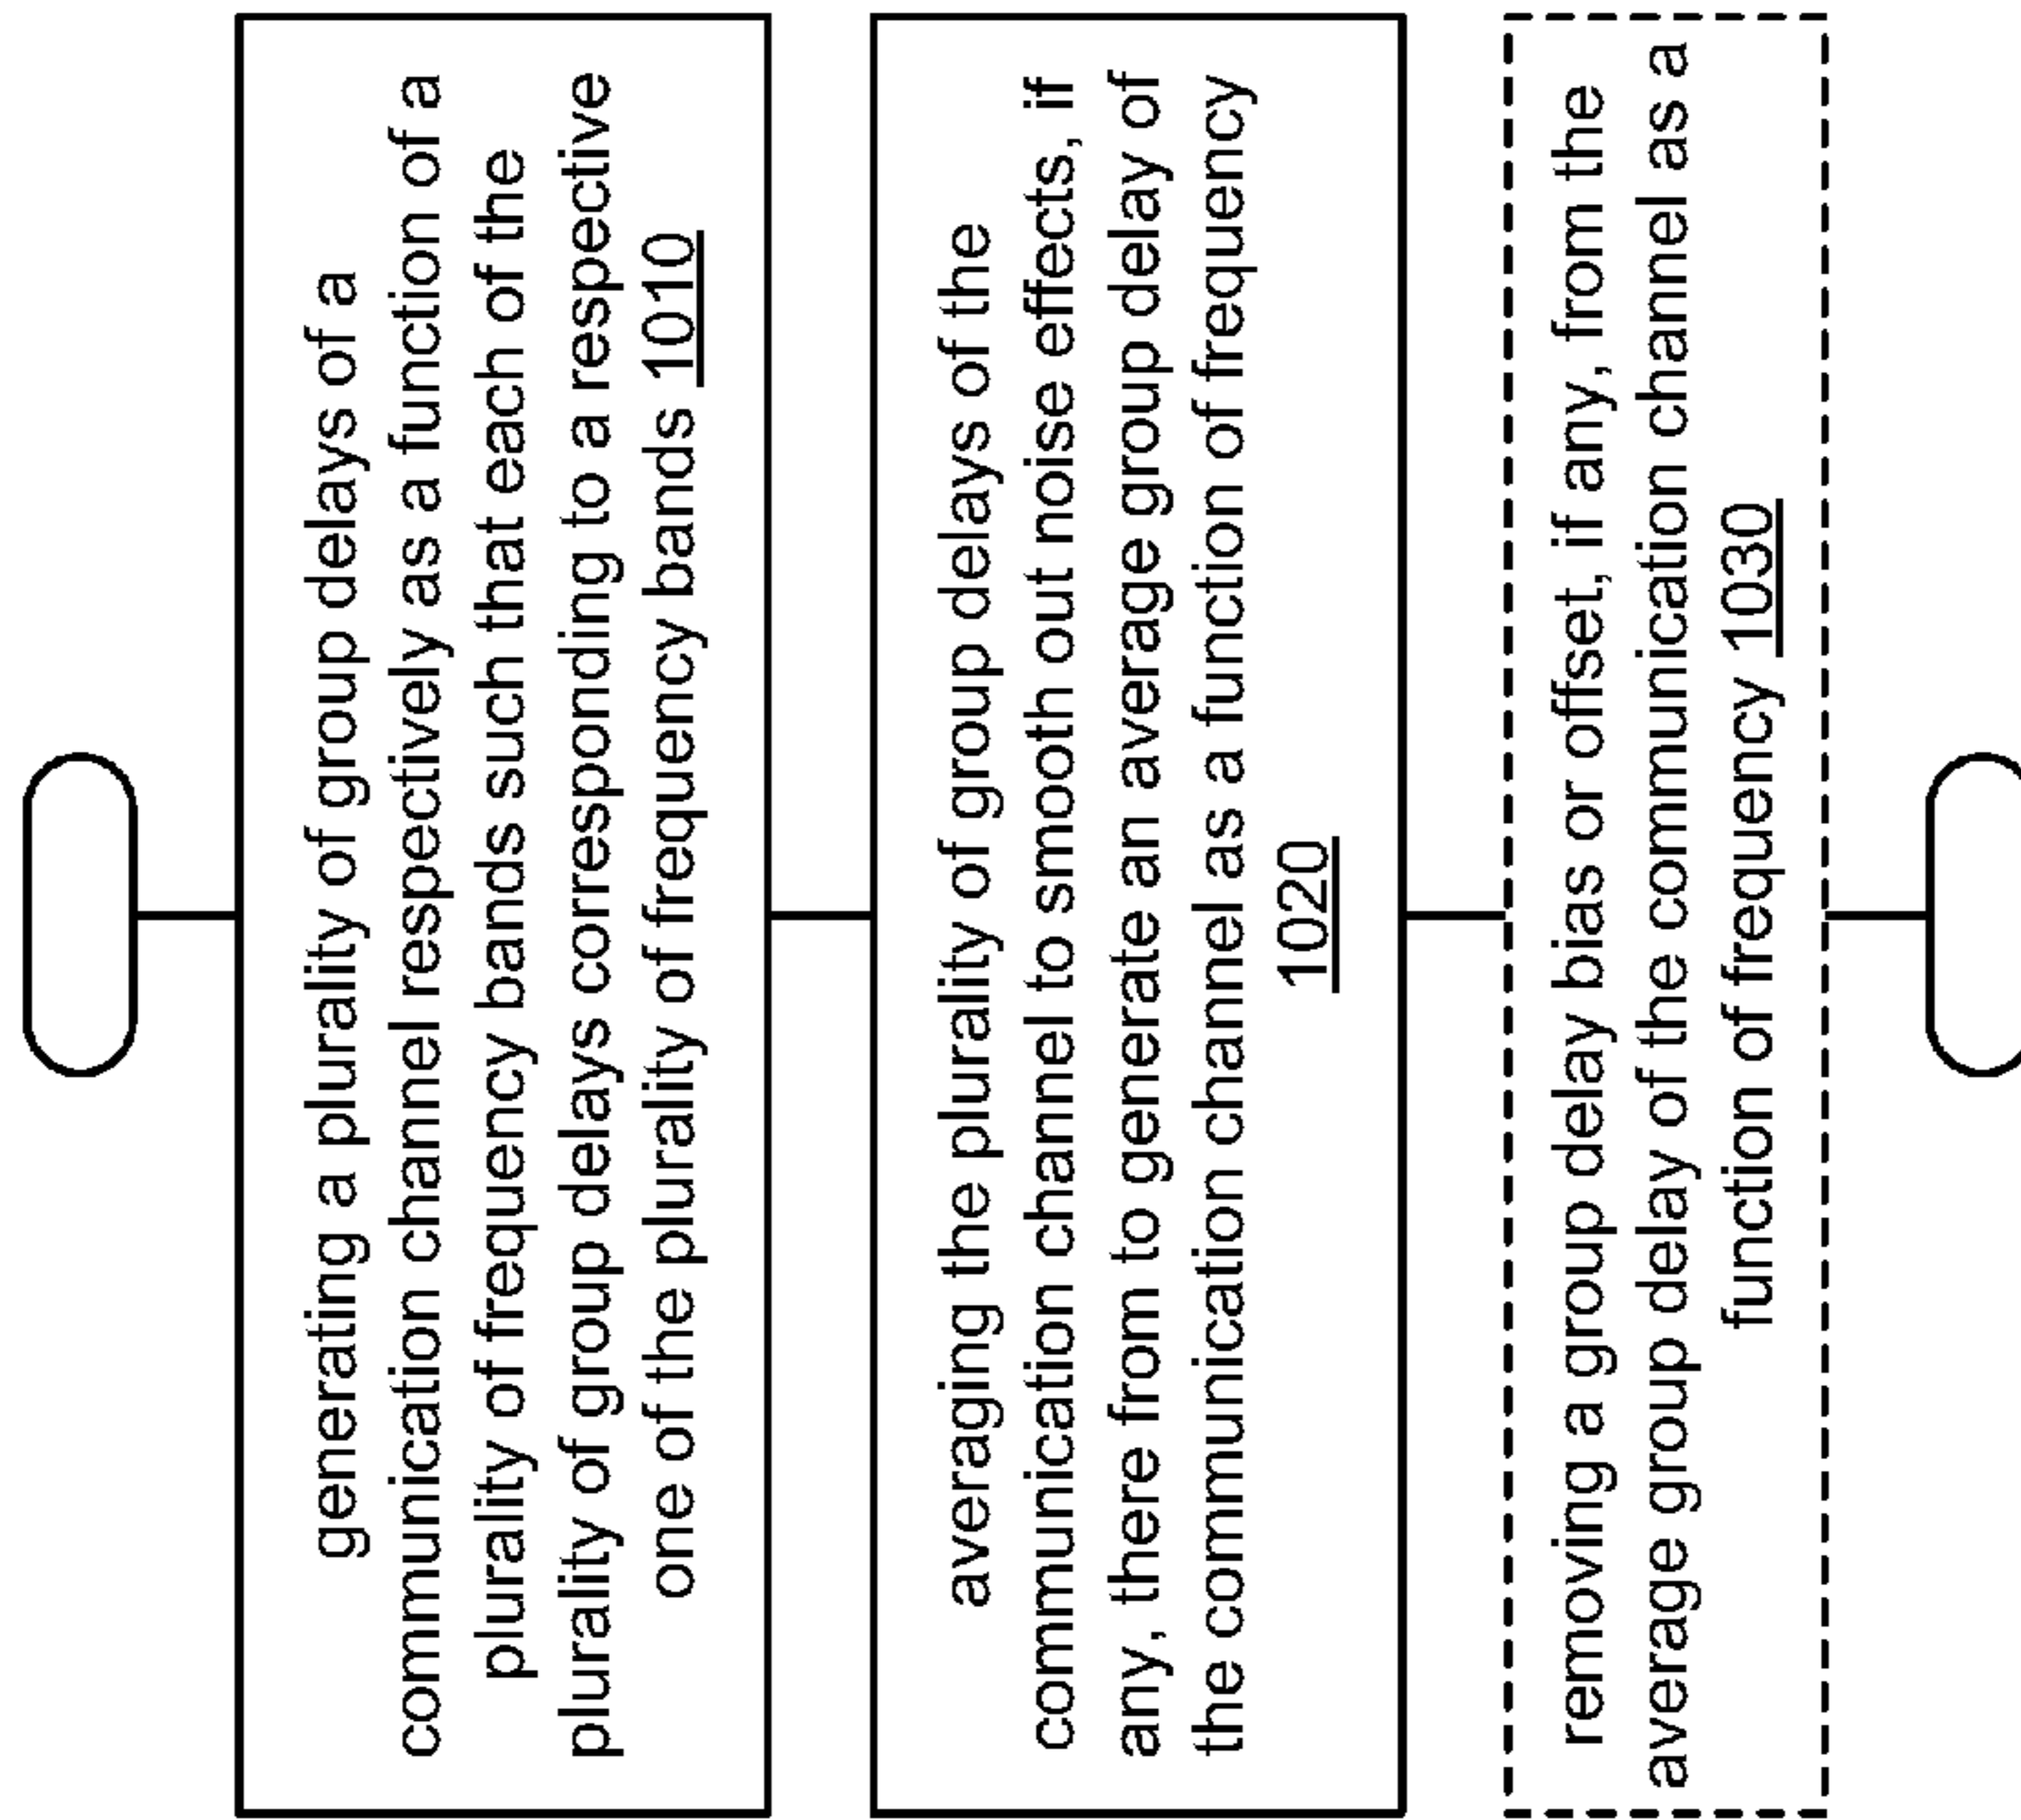 generating a plurality of group delays of a
communication channel respectively as a function of a
plurality of frequency bands such that each of the
plurality of group delays corresponding to a respective
one of the plurality of frequency bands 1010
averaging the plurality of group delays of the
communication channel to smooth out noise effects, if
any, there from to generate an average group delay of
the communication channel as a function of frequency
1020
removing a group delay bias or offset, if any, from the
average group delay of the communication channel as a
function of frequency 1030